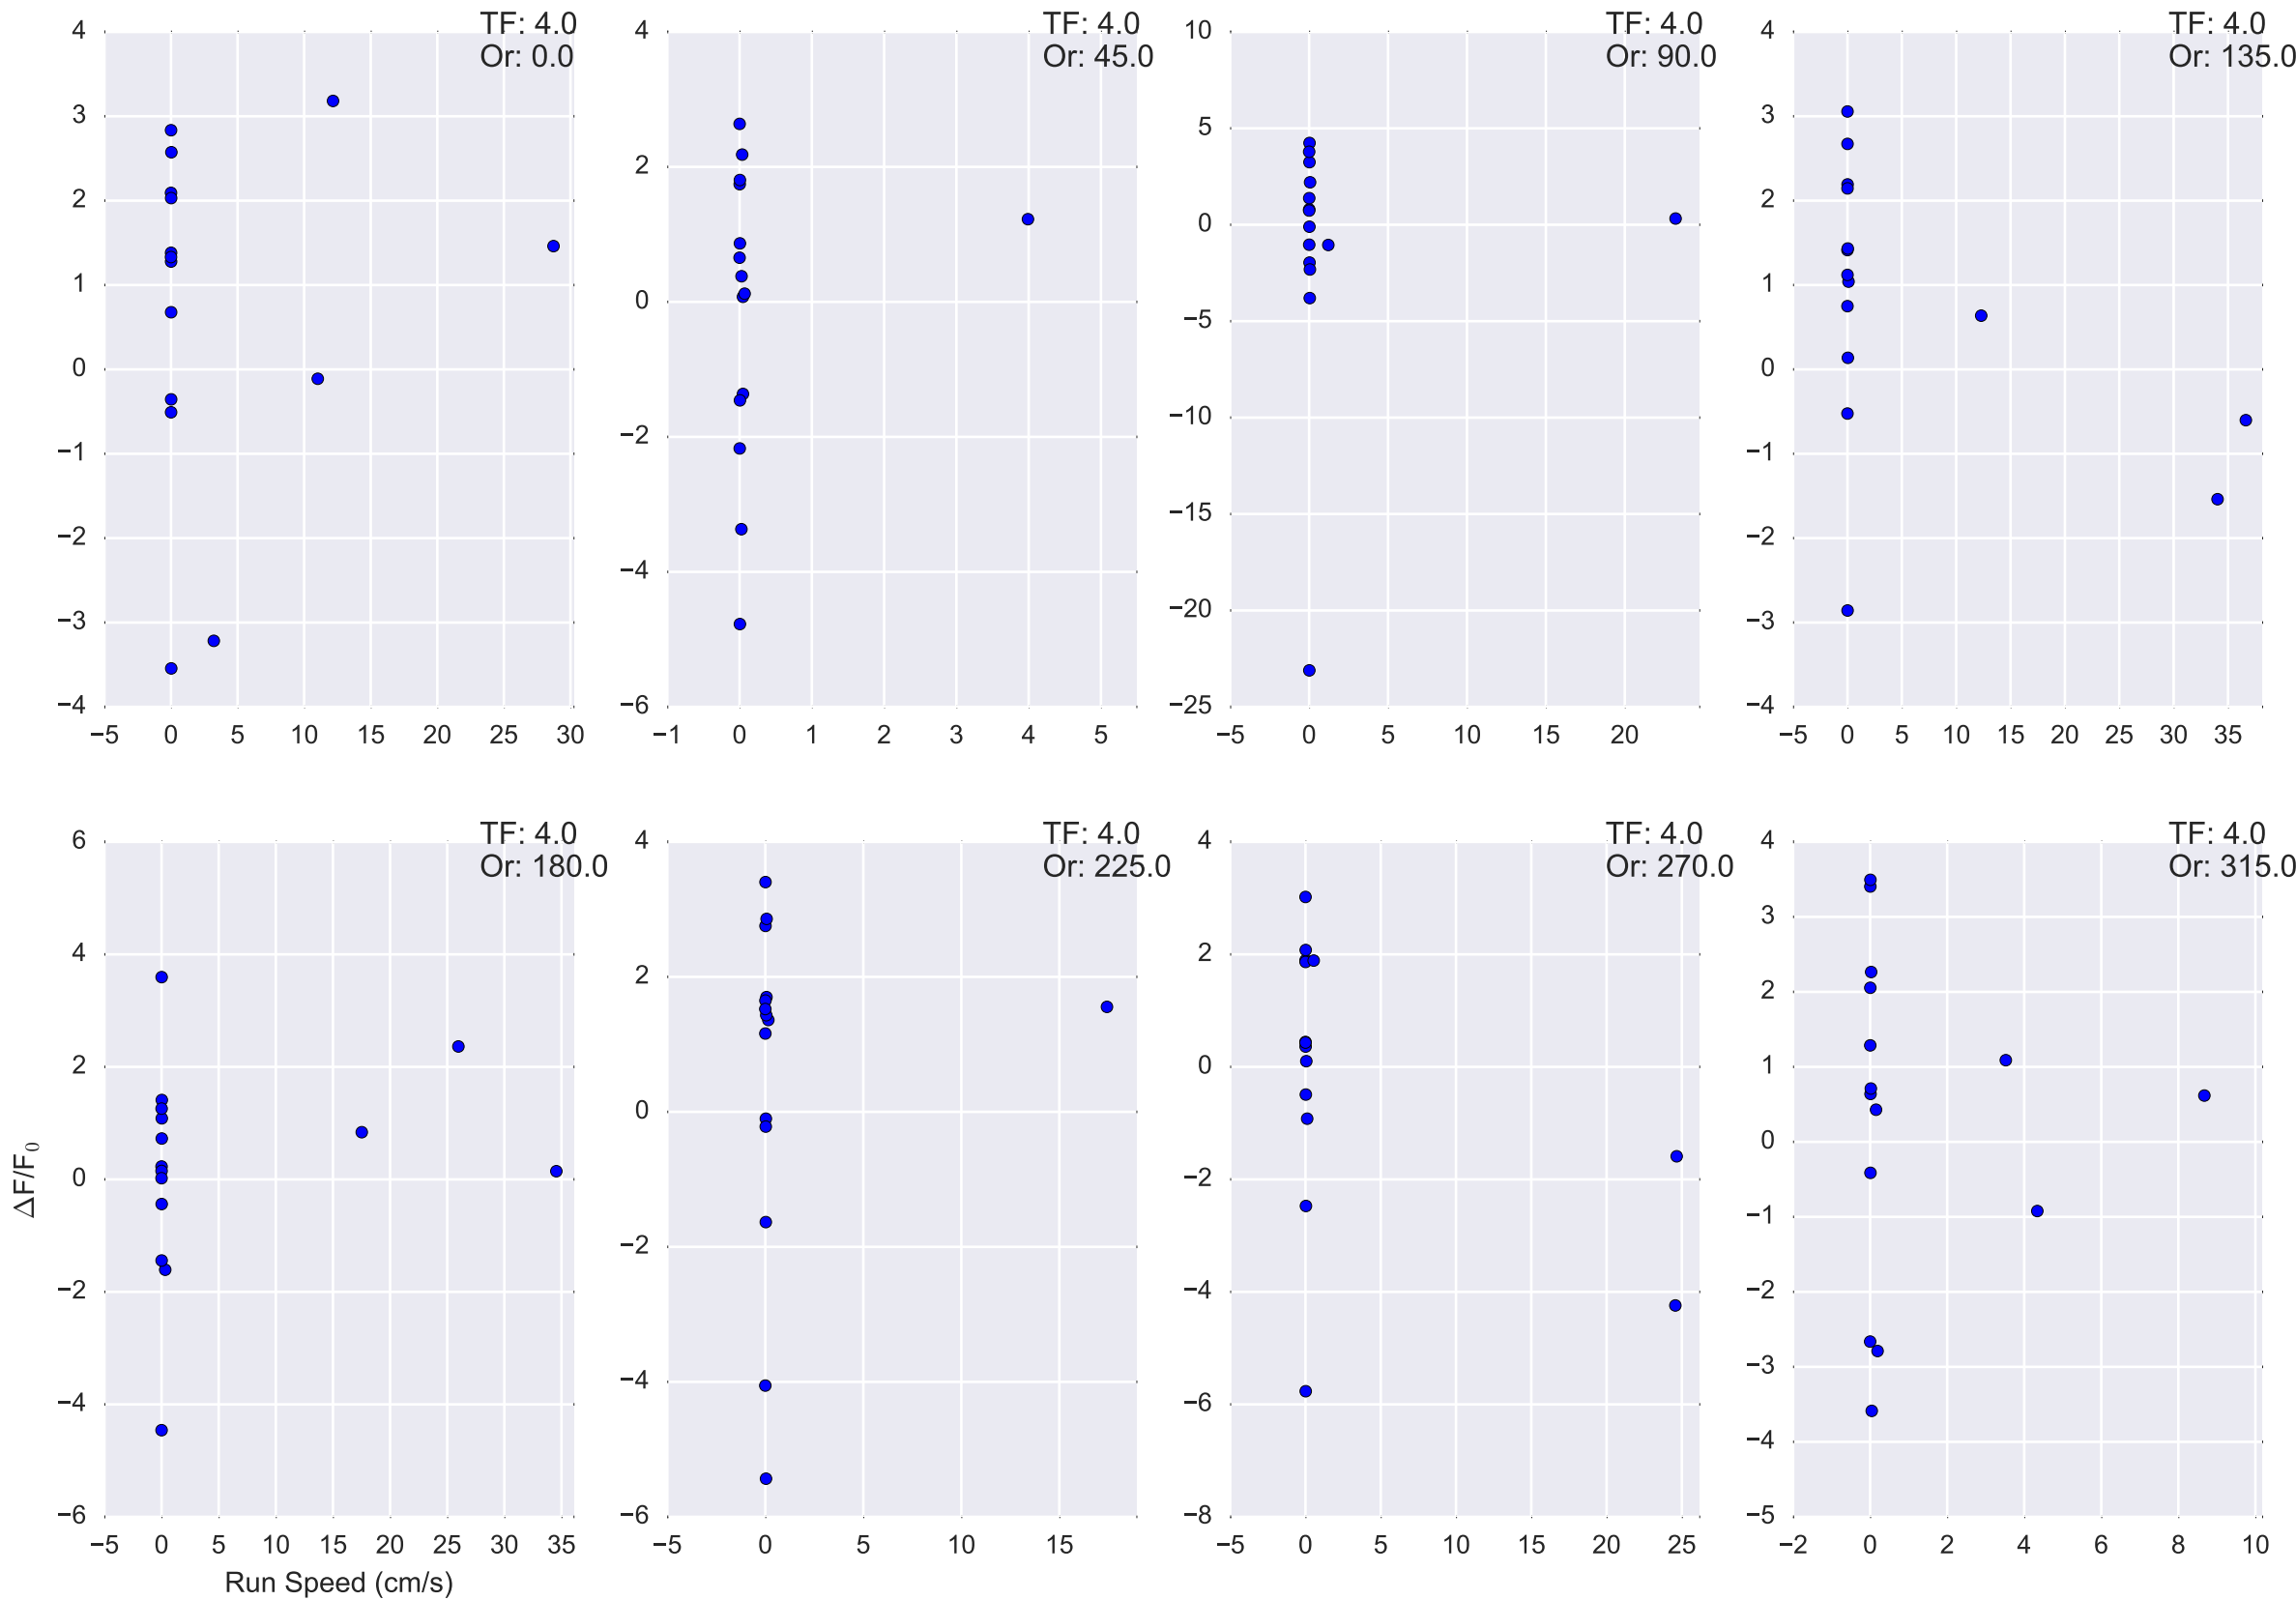 TF: 4.0
Or: 0.0
4
3
2
1
0
−1
−2
−3
−4
−5 0 5 10 15 20 25 30
TF: 4.0
Or: 45.0
4
2
0
−2
−4
−6
−1 0 1 2 3 4 5
TF: 4.0
Or: 90.0
10
5
0
−5
−10
−15
−20
−25
−5 0 5 10 15 20
TF: 4.0
Or: 135.0
4
3
2
1
0
−1
−2
−3
−4
−5 0 5 10 15 20 25 30 35
TF: 4.0
Or: 180.0
6
4
2
0
−2
−4
−6
−5 0 5 10 15 20 25 30 35
Run Speed (cm/s)
ΔF/F₀
TF: 4.0
Or: 225.0
4
2
0
−2
−4
−6
−5 0 5 10 15
TF: 4.0
Or: 270.0
4
2
0
−2
−4
−6
−8
−5 0 5 10 15 20 25
TF: 4.0
Or: 315.0
4
3
2
1
0
−1
−2
−3
−4
−5
−2 0 2 4 6 8 10